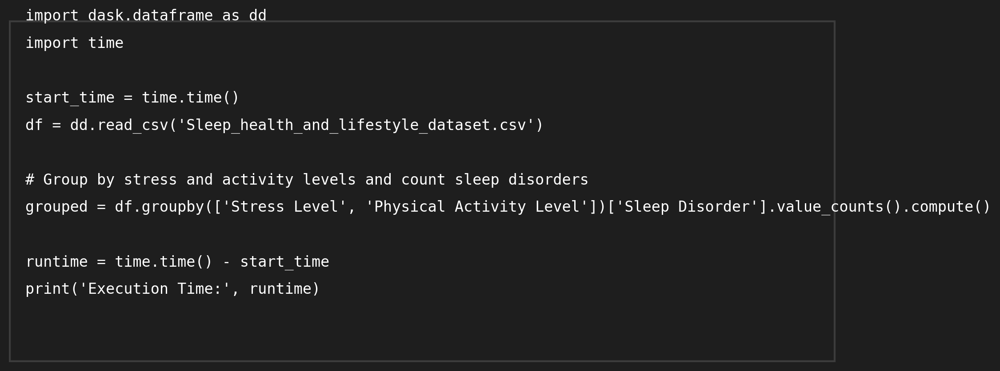 import dask.dataframe as dd
import time
start_time = time.time()
df = dd.read_csv('Sleep_health_and_lifestyle_dataset.csv')
# Group by stress and activity levels and count sleep disorders
grouped = df.groupby(['Stress Level', 'Physical Activity Level'])['Sleep Disorder'].value_counts().compute()
runtime = time.time() - start_time
print('Execution Time:', runtime)